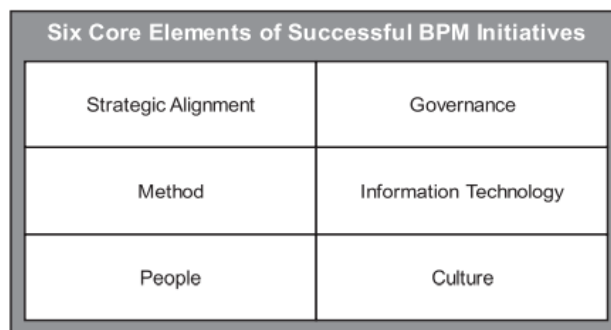 Six Core Elements of Successful BPM Initiatives
Strategic Alignment
Governance
Method
Information Technology
People
Culture